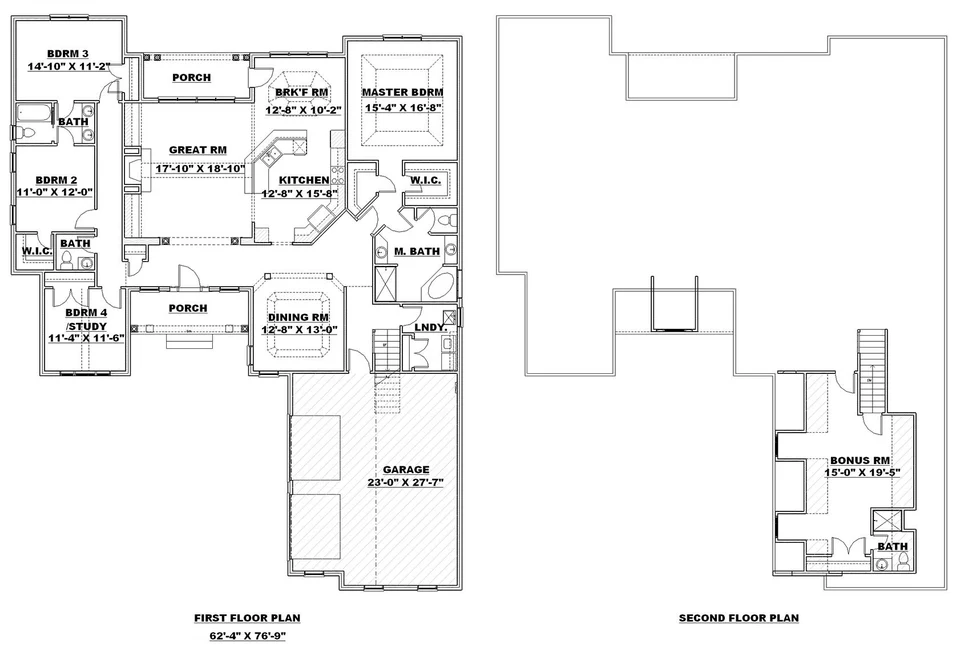 BDRM 3
14'-10" X 11'-2"
PORCH
BRK'F RM
12'-8" X 10'-2"
MASTER BDRM
15'-4" X 16'-8"
BATH
GREAT RM
17'-10" X 18'-10"
BDRM 2
11'-0" X 12'-0"
KITCHEN
12'-8" X 15'-8"
W.I.C.
W.I.C.
BATH
M. BATH
BDRM 4
/STUDY
11'-4" X 11'-6"
PORCH
DINING RM
12'-8" X 13'-0"
LNDY.
GARAGE
23'-0" X 27'-7"
BONUS RM
15'-0" X 19'-5"
BATH
FIRST FLOOR PLAN
62'-4" X 76'-9"
SECOND FLOOR PLAN